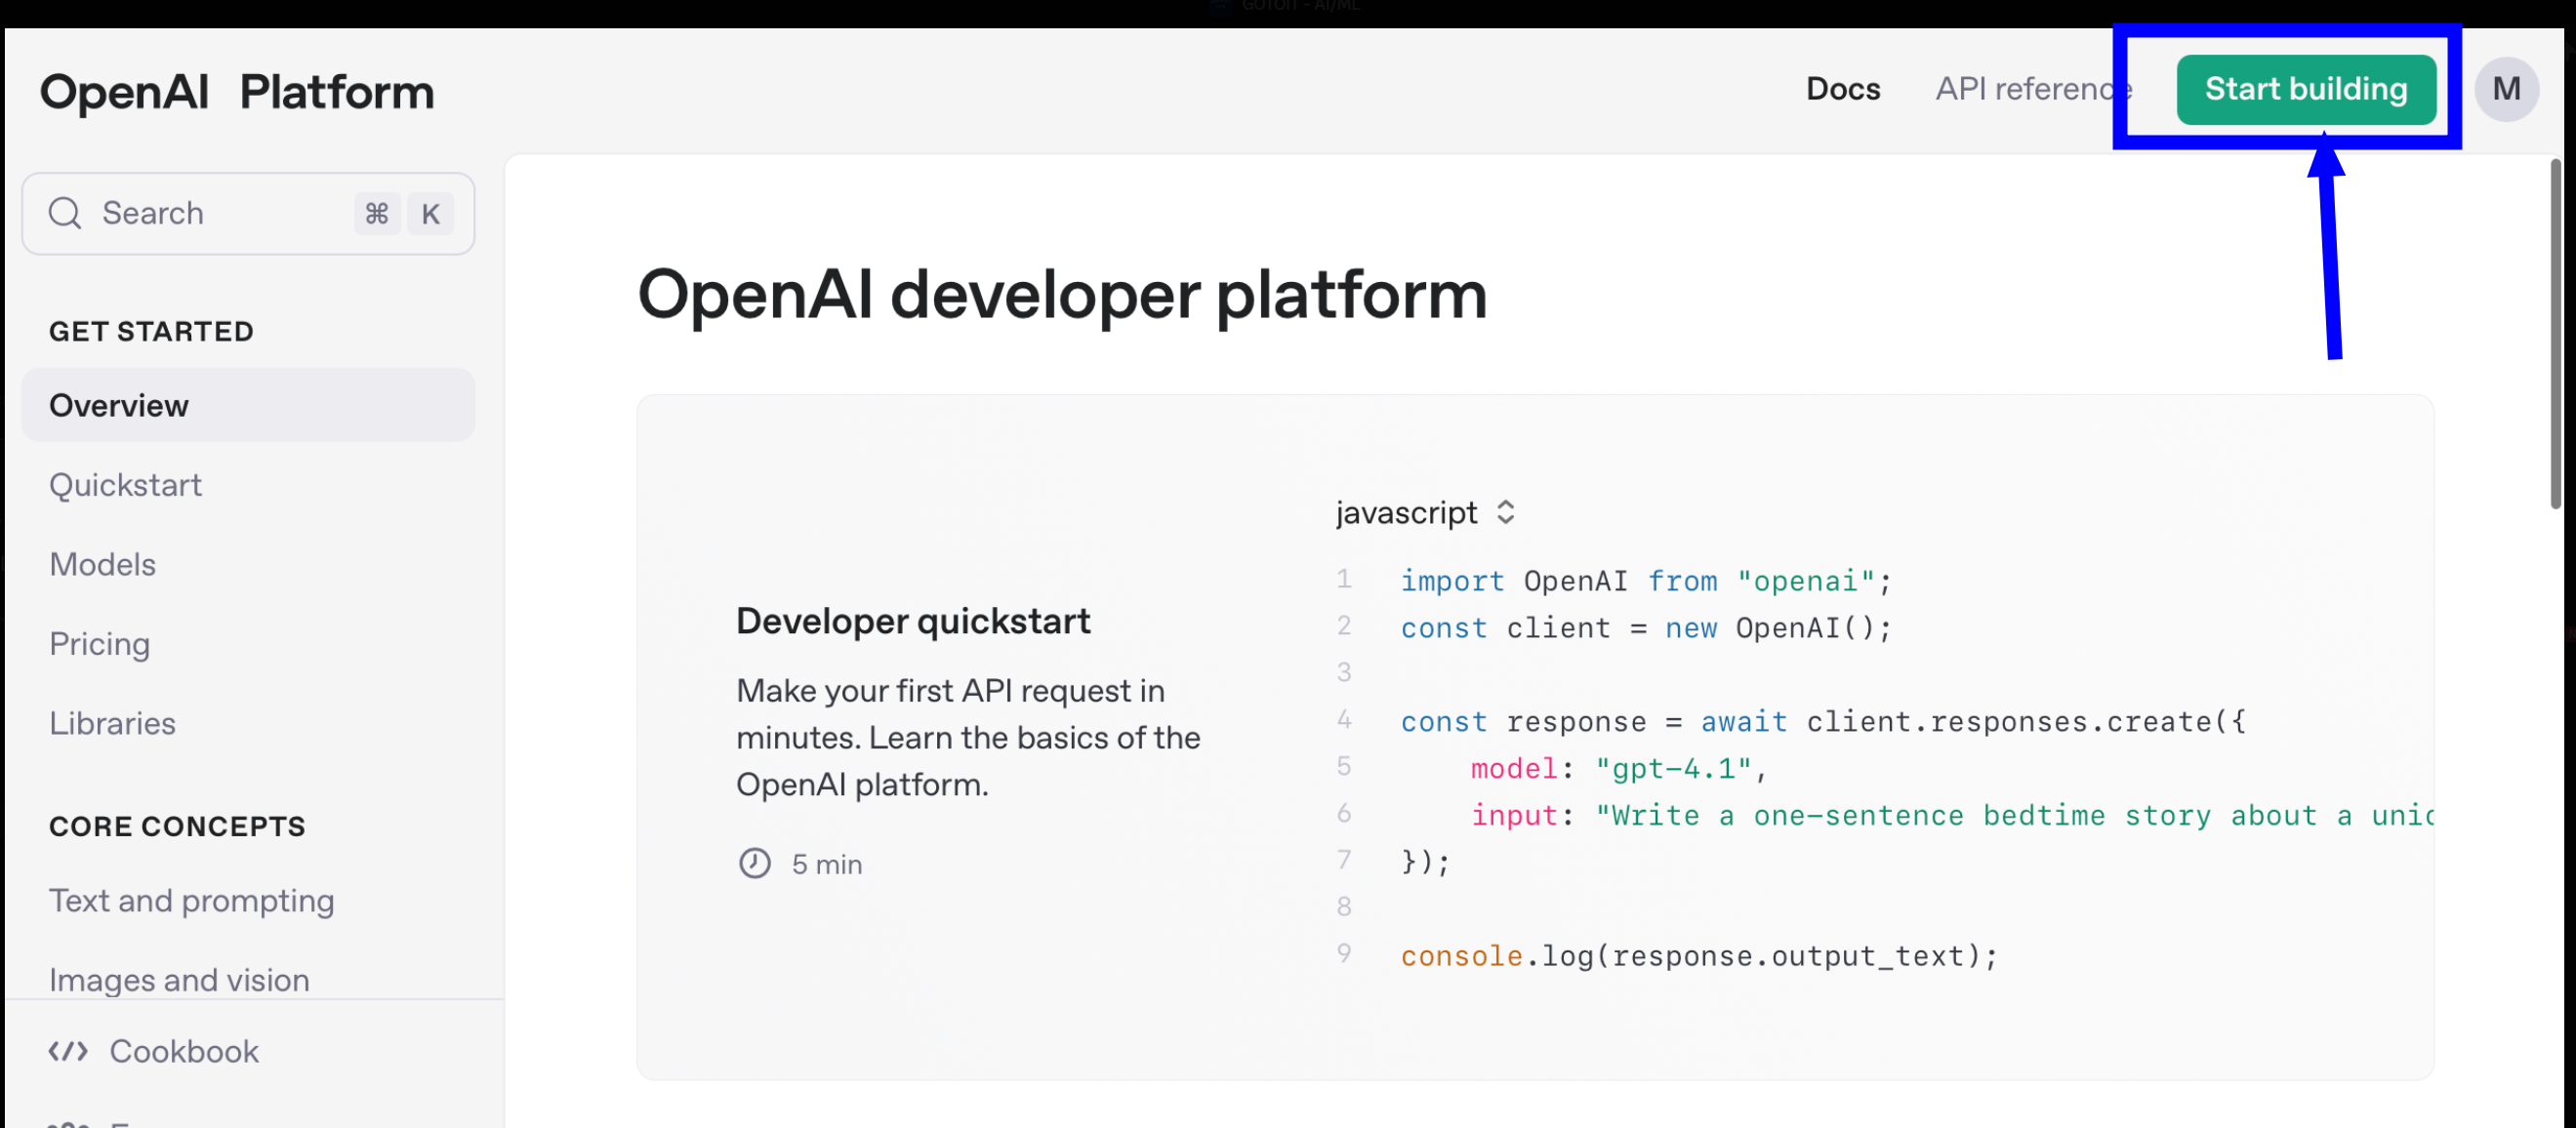 GOTOIT - AI/ML
OpenAI Platform
Docs
API reference
Start building
M
Search
⌘ K
GET STARTED
Overview
Quickstart
Models
Pricing
Libraries
CORE CONCEPTS
Text and prompting
Images and vision
Cookbook
OpenAI developer platform
Developer quickstart
Make your first API request in
minutes. Learn the basics of the
OpenAI platform.
5 min
javascript
1 import OpenAI from "openai";
2 const client = new OpenAI();
3
4 const response = await client.responses.create({
5 model: "gpt-4.1",
6 input: "Write a one-sentence bedtime story about a unic
7 });
8
9 console.log(response.output_text);